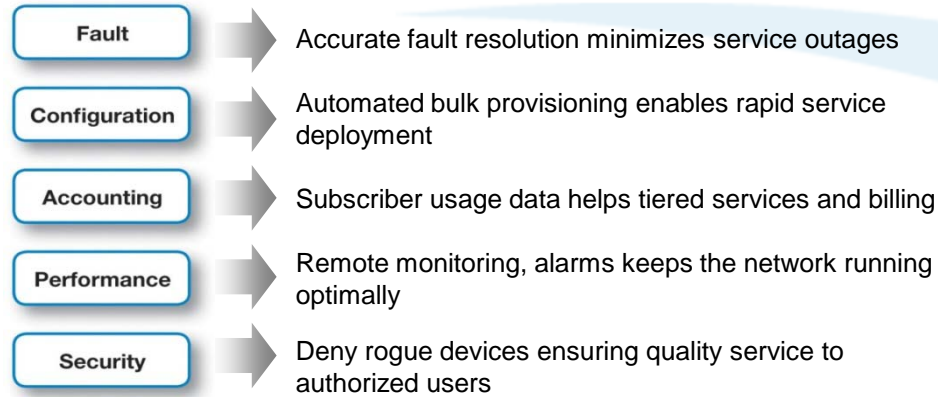 Fault
Accurate fault resolution minimizes service outages
Configuration
Automated bulk provisioning enables rapid service
deployment
Accounting
Subscriber usage data helps tiered services and billing
Performance
Remote monitoring, alarms keeps the network running
optimally
Security
Deny rogue devices ensuring quality service to
authorized users